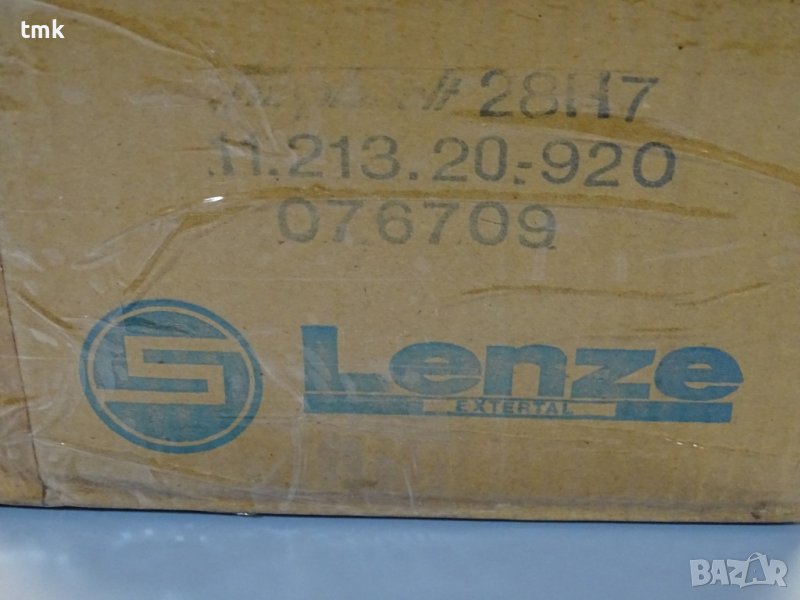 tmk
28H7
11.213.20-920
076709
S Lenze
EXTERTAL
BAZAR